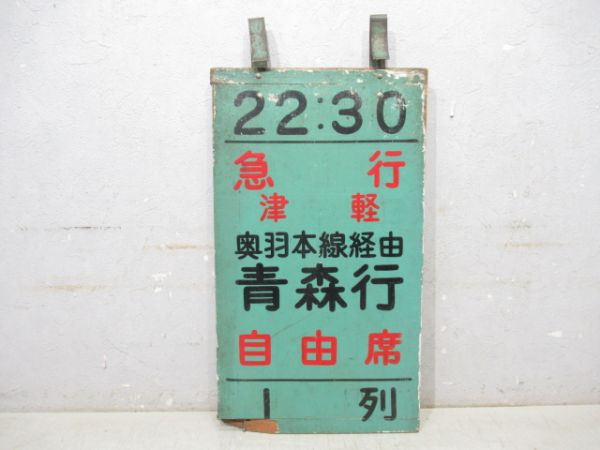 22:30
急行
津軽
奥羽本線経由
青森行
自由席
1列